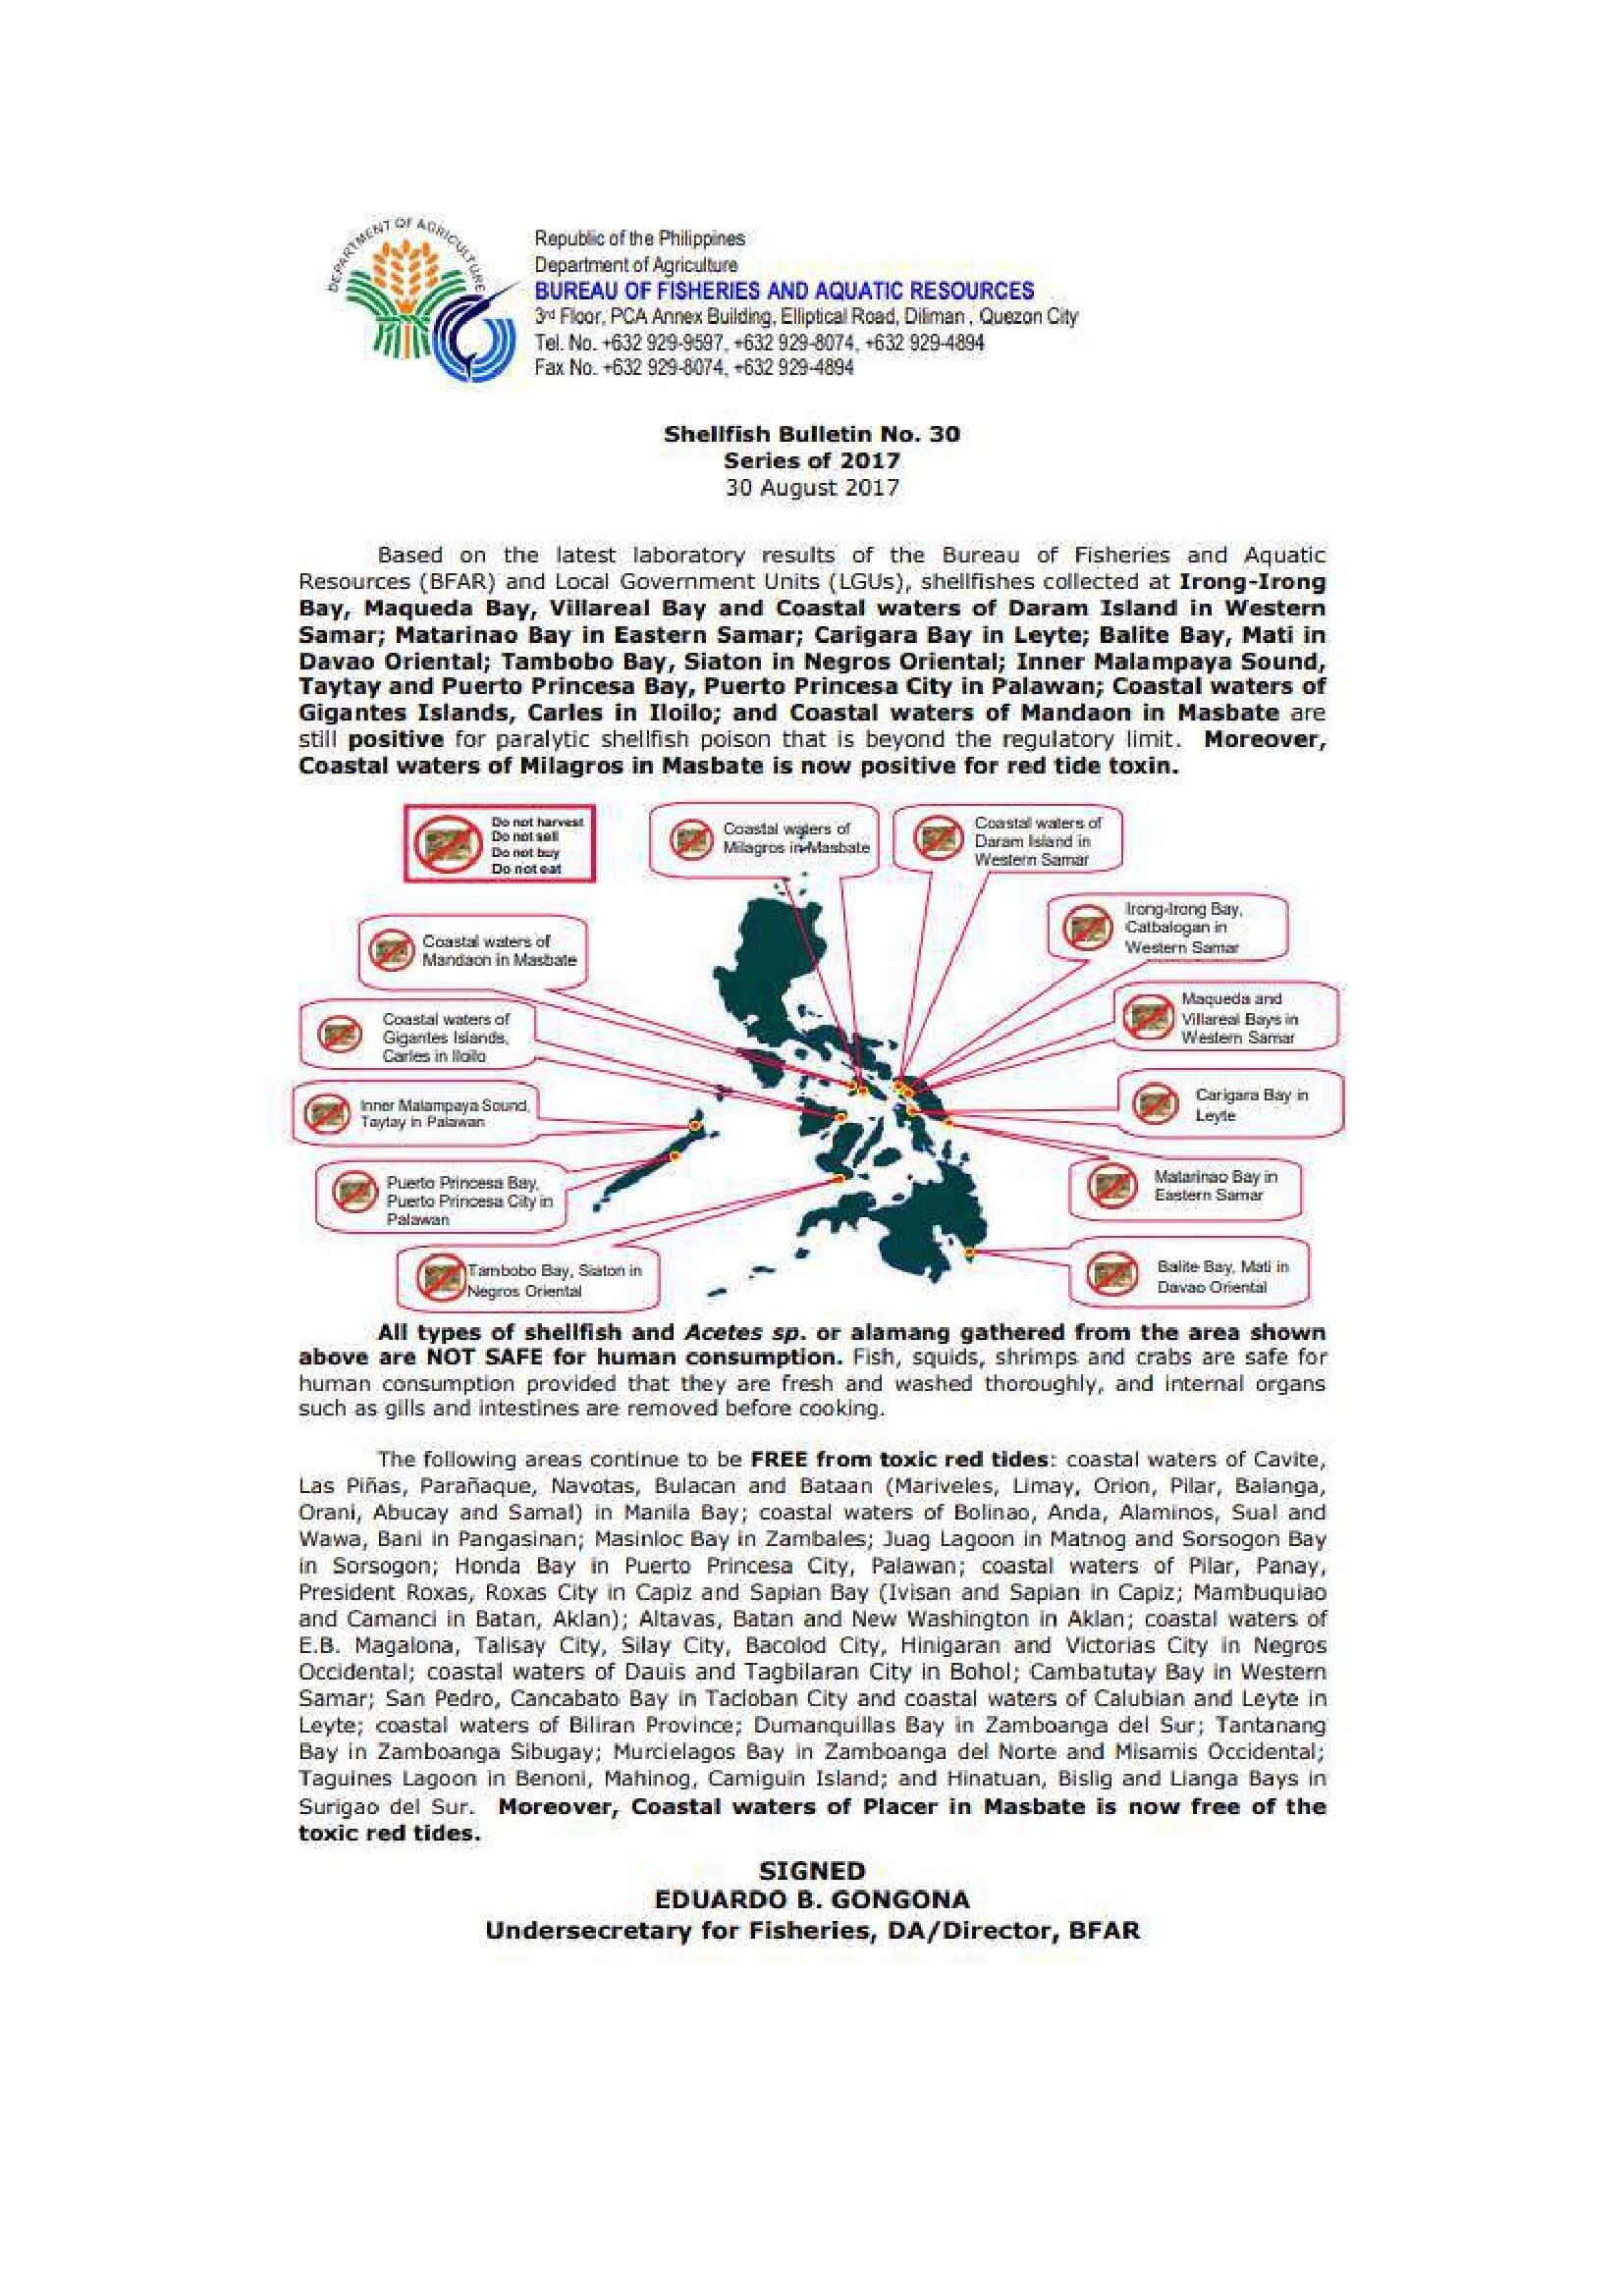 DEPARTMENT OF AGRICULTURE
Republic of the Philippines
Department of Agriculture
BUREAU OF FISHERIES AND AQUATIC RESOURCES
3rd Floor, PCA Annex Building, Elliptical Road, Diliman , Quezon City
Tel. No. +632 929-9597, +632 929-8074, +632 929-4894
Fax No. +632 929-8074, +632 929-4894
Shellfish Bulletin No. 30
Series of 2017
30 August 2017
Based on the latest laboratory results of the Bureau of Fisheries and Aquatic
Resources (BFAR) and Local Government Units (LGUs), shellfishes collected at Irong-Irong
Bay, Maqueda Bay, Villareal Bay and Coastal waters of Daram Island in Western
Samar; Matarinao Bay in Eastern Samar; Carigara Bay in Leyte; Balite Bay, Mati in
Davao Oriental; Tambobo Bay, Siaton in Negros Oriental; Inner Malampaya Sound,
Taytay and Puerto Princesa Bay, Puerto Princesa City in Palawan; Coastal waters of
Gigantes Islands, Carles in Iloilo; and Coastal waters of Mandaon in Masbate are
still positive for paralytic shellfish poison that is beyond the regulatory limit. Moreover,
Coastal waters of Milagros in Masbate is now positive for red tide toxin.
Do not harvest
Do not sell
Do not buy
Do not eat
Coastal waters of
Milagros in Masbate
Coastal waters of
Daram Island in
Western Samar
Irong-Irong Bay,
Catbalogan in
Western Samar
Coastal waters of
Mandaon in Masbate
Maqueda and
Villareal Bays in
Western Samar
Coastal waters of
Gigantes Islands,
Carles in Iloilo
Carigara Bay in
Leyte
Inner Malampaya Sound,
Taytay in Palawan
Matarinao Bay in
Eastern Samar
Puerto Princesa Bay,
Puerto Princesa City in
Palawan
Balite Bay, Mati in
Davao Oriental
Tambobo Bay, Siaton in
Negros Oriental
All types of shellfish and Acetes sp. or alamang gathered from the area shown
above are NOT SAFE for human consumption. Fish, squids, shrimps and crabs are safe for
human consumption provided that they are fresh and washed thoroughly, and internal organs
such as gills and intestines are removed before cooking.
The following areas continue to be FREE from toxic red tides: coastal waters of Cavite,
Las Piñas, Parañaque, Navotas, Bulacan and Bataan (Mariveles, Limay, Orion, Pilar, Balanga,
Orani, Abucay and Samal) in Manila Bay; coastal waters of Bolinao, Anda, Alaminos, Sual and
Wawa, Bani in Pangasinan; Masinloc Bay in Zambales; Juag Lagoon in Matnog and Sorsogon Bay
in Sorsogon; Honda Bay in Puerto Princesa City, Palawan; coastal waters of Pilar, Panay,
President Roxas, Roxas City in Capiz and Sapian Bay (Ivisan and Sapian in Capiz; Mambuquiao
and Camanci in Batan, Aklan); Altavas, Batan and New Washington in Aklan; coastal waters of
E.B. Magalona, Talisay City, Silay City, Bacolod City, Hinigaran and Victorias City in Negros
Occidental; coastal waters of Dauis and Tagbilaran City in Bohol; Cambatutay Bay in Western
Samar; San Pedro, Cancabato Bay in Tacloban City and coastal waters of Calubian and Leyte in
Leyte; coastal waters of Biliran Province; Dumanquillas Bay in Zamboanga del Sur; Tantanang
Bay in Zamboanga Sibugay; Murcielagos Bay in Zamboanga del Norte and Misamis Occidental;
Taguines Lagoon in Benoni, Mahinog, Camiguin Island; and Hinatuan, Bislig and Lianga Bays in
Surigao del Sur. Moreover, Coastal waters of Placer in Masbate is now free of the
toxic red tides.
SIGNED
EDUARDO B. GONGONA
Undersecretary for Fisheries, DA/Director, BFAR